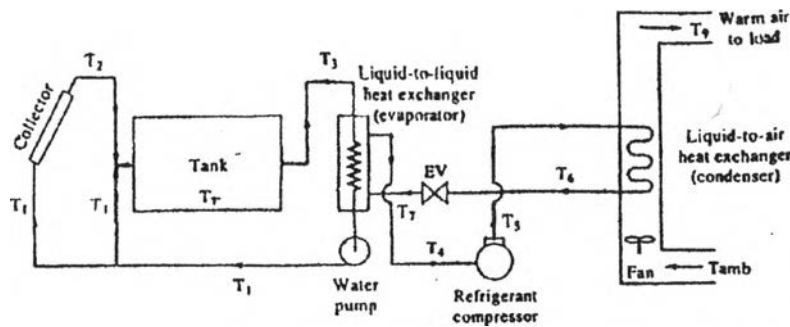 T2
Collector
T1
T1
Tank
TT
T3
Liquid-to-liquid
heat exchanger
(evaporator)
EV
T7
T4
T5
T6
T1
Water
pump
Refrigerant
compressor
T9
Warm air
to load
Liquid-to-air
heat exchanger
(condenser)
Fan
Tamb